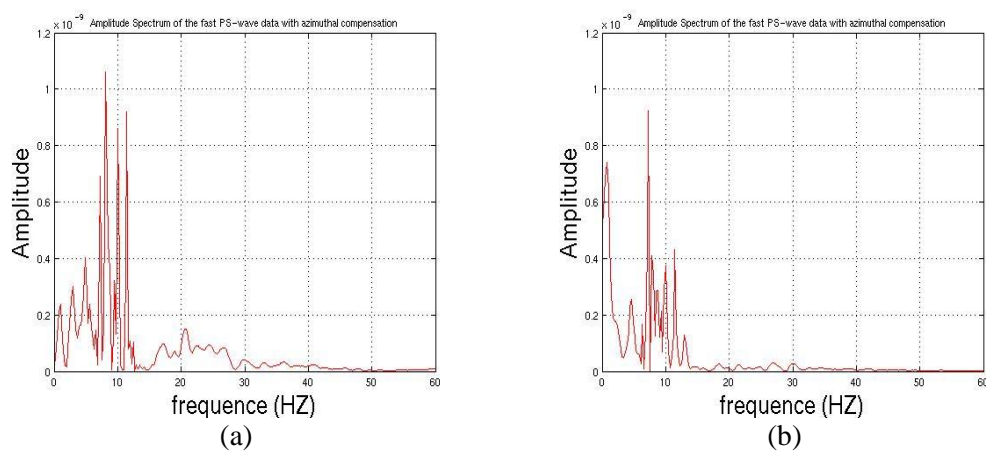 × 10⁻⁹ Amplitude Spectrum of the fast PS-wave data with azimuthal compensation
1.2
1
0.8
0.6
0.4
0.2
0
Amplitude
0 10 20 30 40 50 60
frequence (HZ)
(a)
× 10⁻⁹ Amplitude Spectrum of the fast PS-wave data with azimuthal compensation
1.2
1
0.8
0.6
0.4
0.2
0
Amplitude
0 10 20 30 40 50 60
frequence (HZ)
(b)